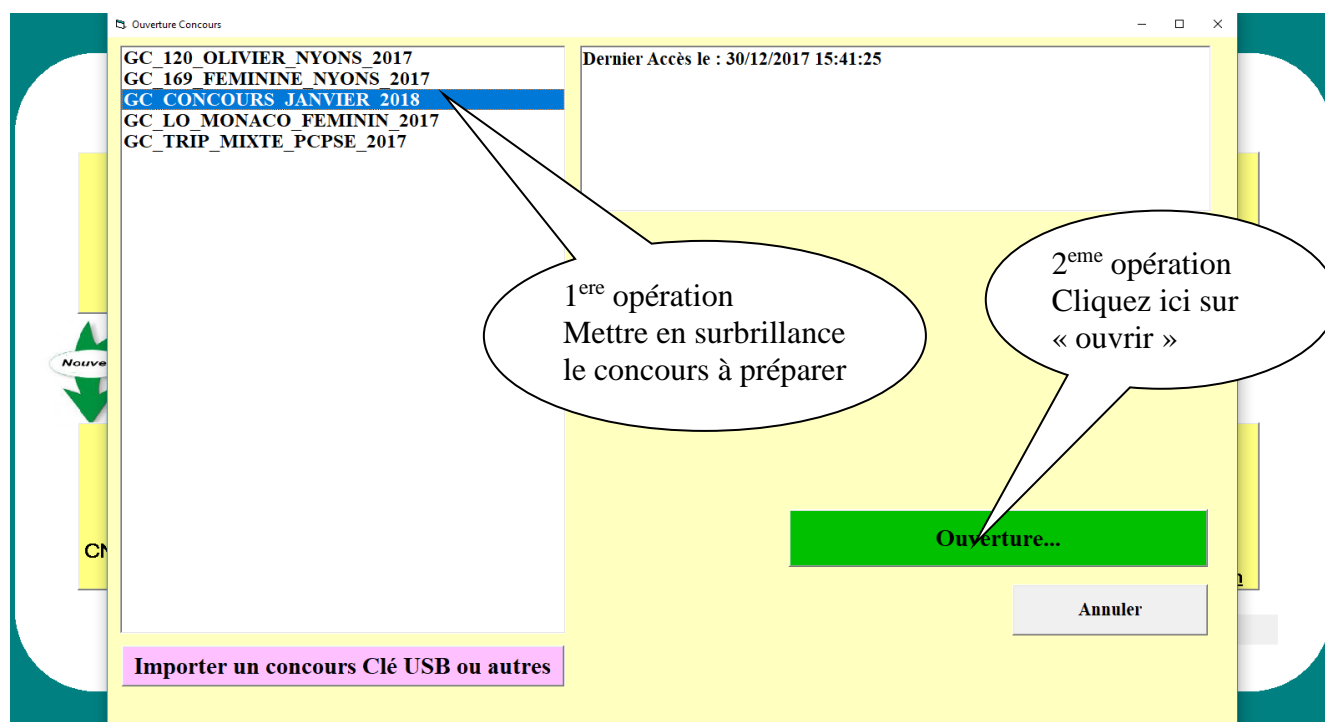 Ouverture Concours
GC_120_OLIVIER_NYONS_2017
GC_169_FEMININE_NYONS_2017
GC_CONCOURS_JANVIER_2018
GC_LO_MONACO_FEMININ_2017
GC_TRIP_MIXTE_PCPSE_2017
Dernier Accès le : 30/12/2017 15:41:25
1ere opération
Mettre en surbrillance
le concours à préparer
2eme opération
Cliquez ici sur
« ouvrir »
Nouve
CN
Ouverture...
Annuler
Importer un concours Clé USB ou autres